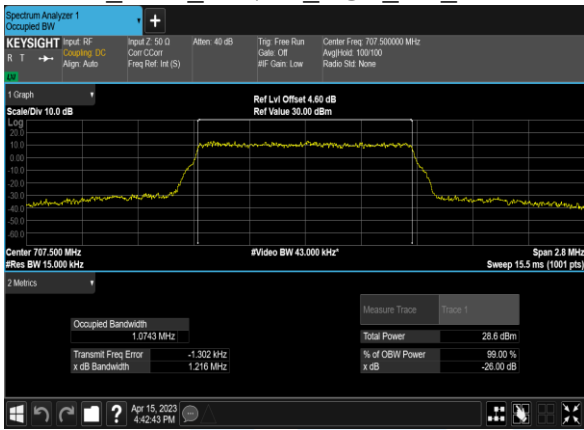 Spectrum Analyzer 1
Occupied BW
KEYSIGHT Input: RF Input Z: 50 Ω Atten: 40 dB Trig: Free Run Center Freq: 707.500000 MHz
R T Coupling: DC Corr CCorr Gate: Off Avg|Hold: 100/100
Align: Auto Freq Ref: Int (S) #IF Gain: Low Radio Std: None
LV
1 Graph
Scale/Div 10.0 dB Ref Lvl Offset 4.60 dB
Ref Value 30.00 dBm
Log
20.0
10.0
0.00
-10.0
-20.0
-30.0
-40.0
-50.0
-60.0
Center 707.500 MHz #Video BW 43.000 kHz* Span 2.8 MHz
#Res BW 15.000 kHz Sweep 15.5 ms (1001 pts)
2 Metrics
Measure Trace Trace 1
Occupied Bandwidth
1.0743 MHz Total Power 28.6 dBm
Transmit Freq Error -1.302 kHz % of OBW Power 99.00 %
x dB Bandwidth 1.216 MHz x dB -26.00 dB
Apr 15, 2023
4:42:43 PM